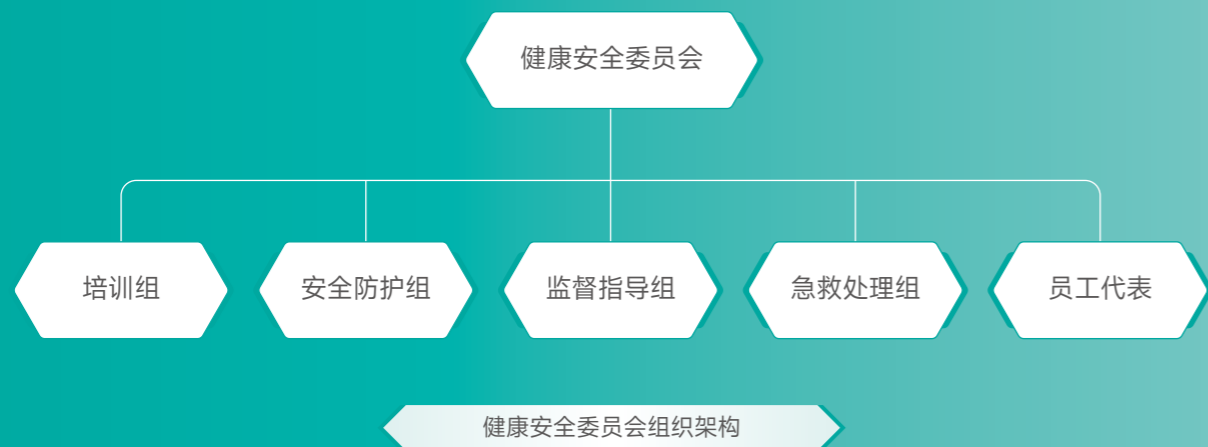 健康安全委员会
培训组
安全防护组
监督指导组
急救处理组
员工代表
健康安全委员会组织架构